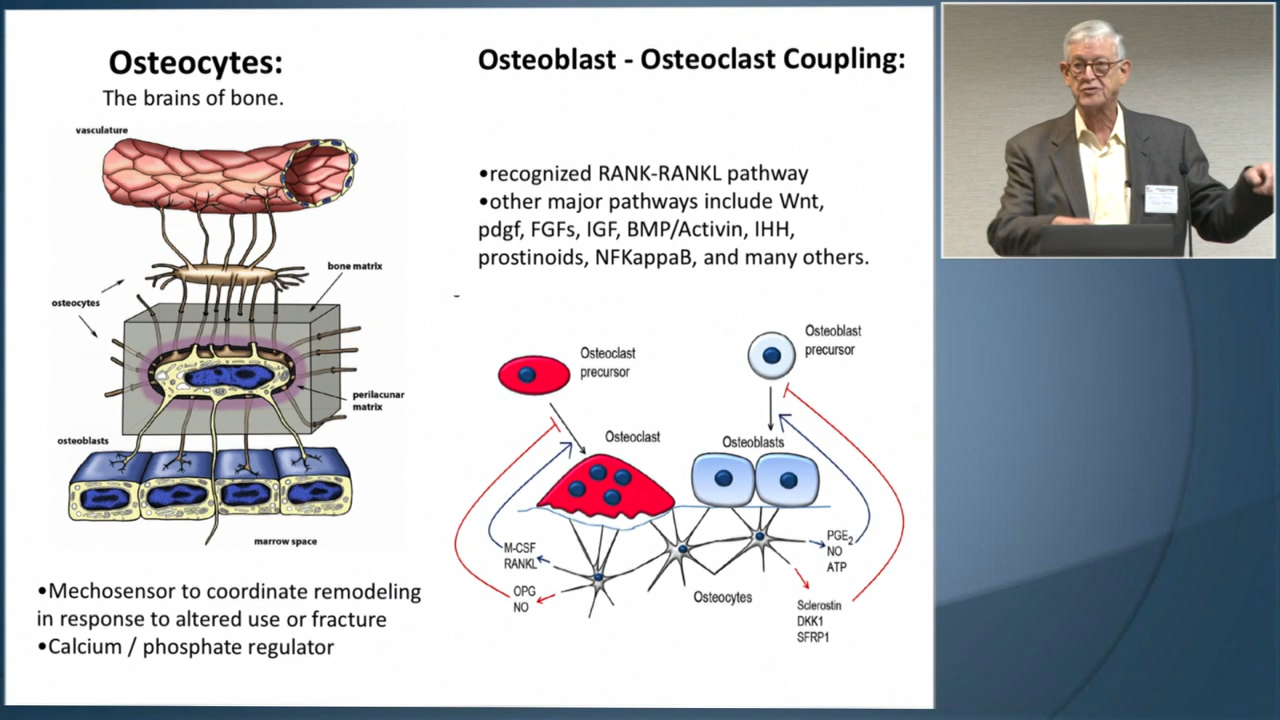 Osteocytes:
The brains of bone.
vasculature
bone matrix
osteocytes
perilacunar
matrix
osteoblasts
marrow space
•Mechosensor to coordinate remodeling
in response to altered use or fracture
•Calcium / phosphate regulator
Osteoblast - Osteoclast Coupling:
•recognized RANK-RANKL pathway
•other major pathways include Wnt,
pdgf, FGFs, IGF, BMP/Activin, IHH,
prostinoids, NFKappaB, and many others.
Osteoclast
precursor
Osteoblast
precursor
Osteoclast
Osteoblasts
M-CSF
RANKL
OPG
NO
Osteocytes
PGE₂
NO
ATP
Sclerostin
DKK1
SFRP1